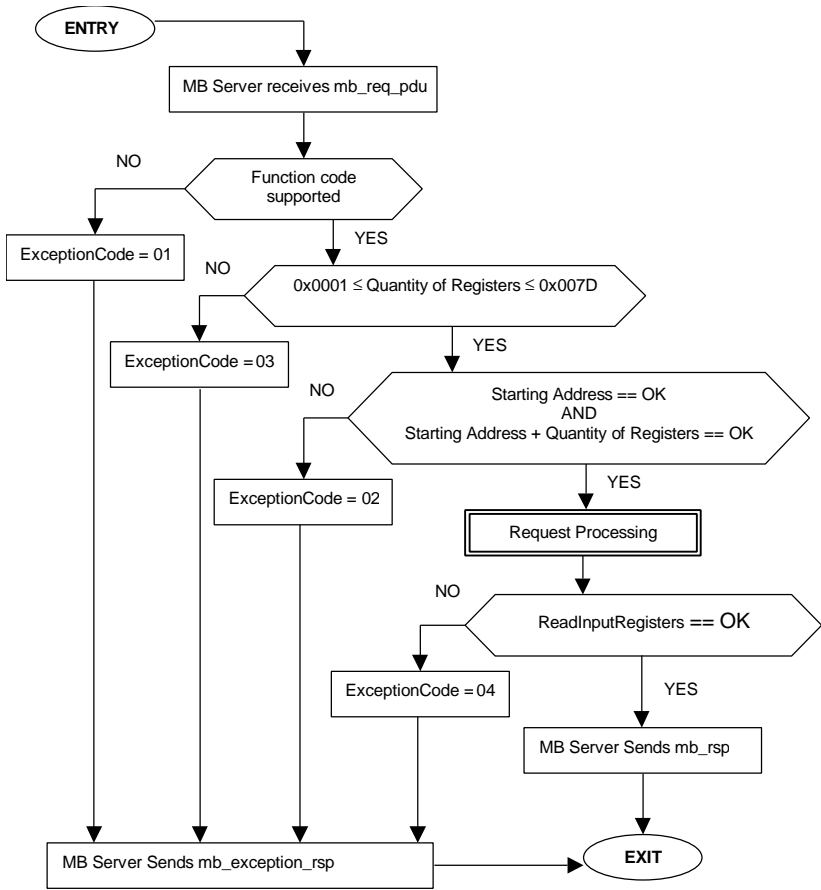 ENTRY
MB Server receives mb_req_pdu
NO
Function code
supported
YES
ExceptionCode = 01
NO
0x0001 ≤ Quantity of Registers ≤ 0x007D
YES
ExceptionCode = 03
NO
Starting Address == OK
AND
Starting Address + Quantity of Registers == OK
YES
ExceptionCode = 02
Request Processing
NO
ReadInputRegisters == OK
YES
ExceptionCode = 04
MB Server Sends mb_rsp
MB Server Sends mb_exception_rsp
EXIT